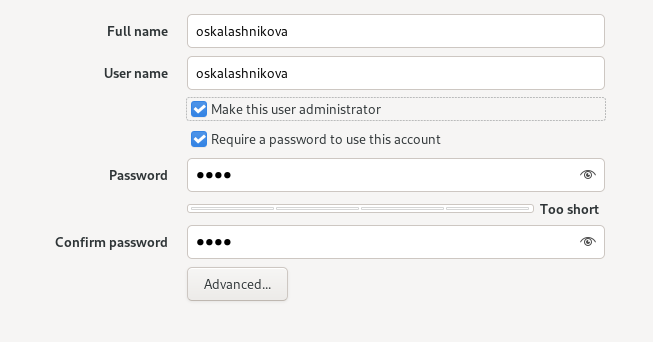 Full name oskalashnikova
User name oskalashnikova
Make this user administrator
Require a password to use this account
Password ●●●●
Too short
Confirm password ●●●●
Advanced...